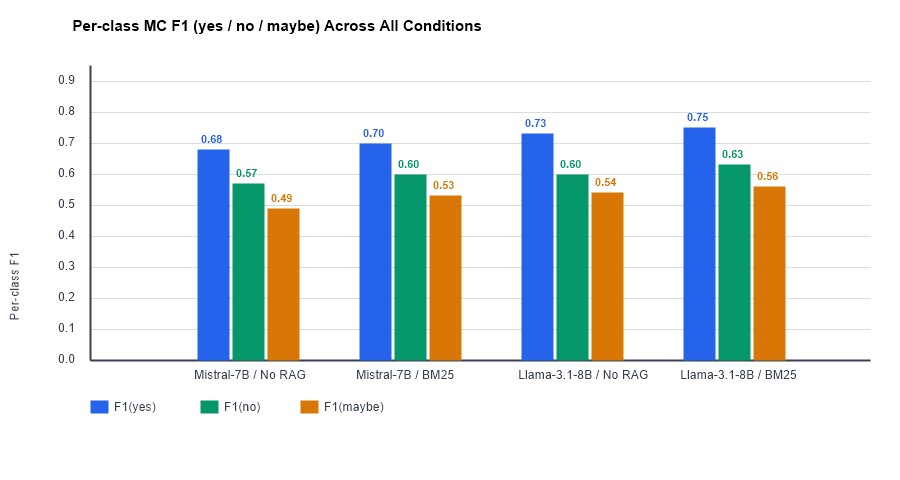 Per-class MC F1 (yes / no / maybe) Across All Conditions
Per-class F1
0.9
0.8
0.7
0.6
0.5
0.4
0.3
0.2
0.1
0.0
0.68
0.57
0.49
0.70
0.60
0.53
0.73
0.60
0.54
0.75
0.63
0.56
Mistral-7B / No RAG
Mistral-7B / BM25
Llama-3.1-8B / No RAG
Llama-3.1-8B / BM25
F1(yes)
F1(no)
F1(maybe)